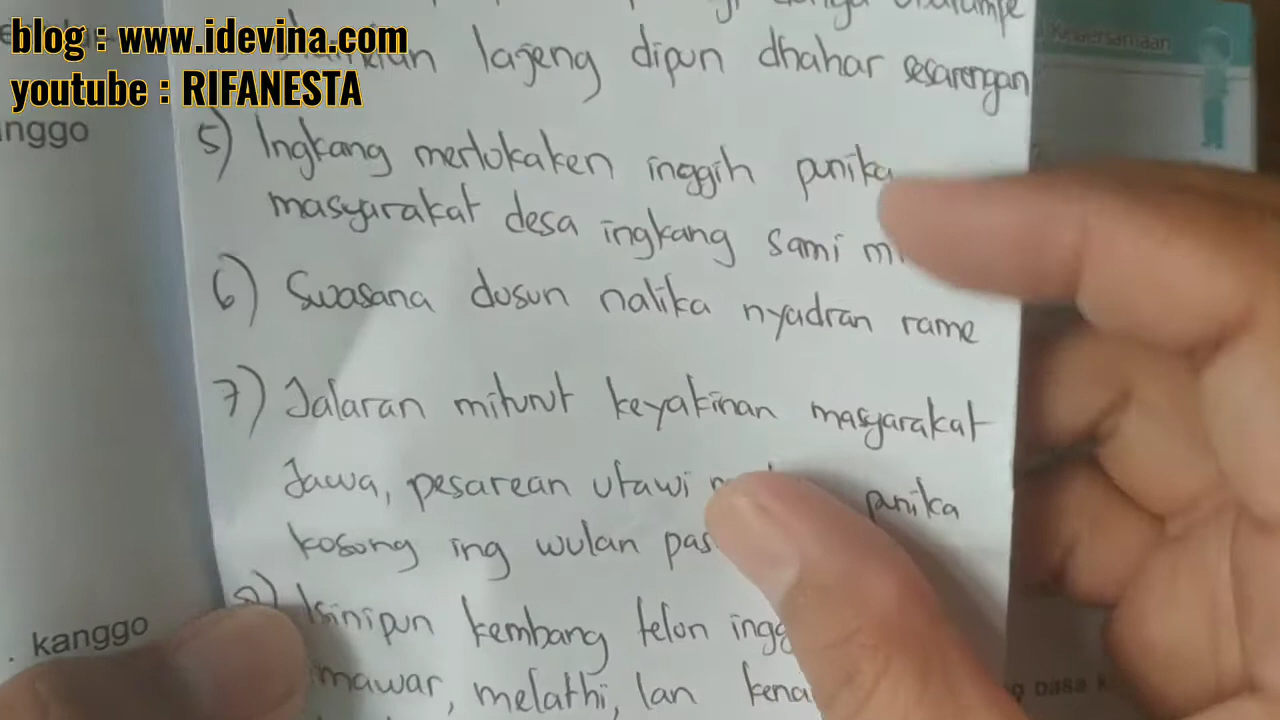 blog : www.idevina.com
youtube : RIFANESTA
lajeng dipun dhahar sesarengan
nggo
5) Ingkang merlokaken inggih punika
masyarakat desa ingkang sami
6) Swasana dusun nalika nyadran rame
7) Jalaran miturut keyakinan masyarakat
Jawa, pesarean utawi punika
kosong ing wulan
Isinipun kembang telon
mawar, melathi, lan
. kanggo
Kebersamaan